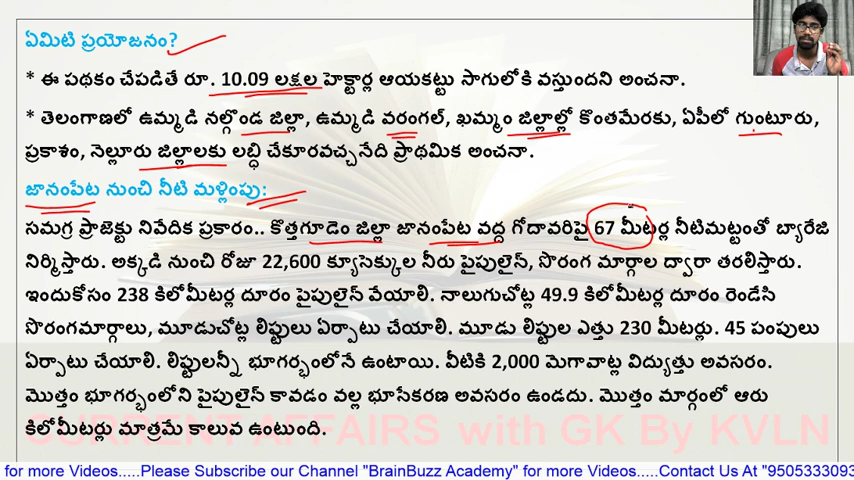 ఏమిటి ప్రయోజనం?
* ఈ పథకం చేపడితే రూ. 10.09 లక్షల హెక్టార్ల ఆయకట్టు సాగులోకి వస్తుందని అంచనా.
* తెలంగాణలో ఉమ్మడి నల్గొండ జిల్లా, ఉమ్మడి వరంగల్, ఖమ్మం జిల్లాల్లో కొంతమేరకు, ఏపీలో గుంటూరు,
ప్రకాశం, నెల్లూరు జిల్లాలకు లబ్ధి చేకూరవచ్చనేది ప్రాథమిక అంచనా.
జానంపేట నుంచి నీటి మళ్లింపు:
సమగ్ర ప్రాజెక్టు నివేదిక ప్రకారం.. కొత్తగూడెం జిల్లా జానంపేట వద్ద గోదావరిపై 67 మీటర్ల నీటిమట్టంతో బ్యారేజి
నిర్మిస్తారు. అక్కడి నుంచి రోజు 22,600 క్యూసెక్కుల నీరు పైపులైన్, సొరంగ మార్గాల ద్వారా తరలిస్తారు.
ఇందుకోసం 238 కిలోమీటర్ల దూరం పైపులైన్ వేయాలి. నాలుగుచోట్ల 49.9 కిలోమీటర్ల దూరం రెండేసి
సొరంగమార్గాలు, మూడుచోట్ల లిఫ్టులు ఏర్పాటు చేయాలి. మూడు లిఫ్టుల ఎత్తు 230 మీటర్లు. 45 పంపులు
ఏర్పాటు చేయాలి. లిఫ్టులన్నీ భూగర్భంలోనే ఉంటాయి. వీటికి 2,000 మెగావాట్ల విద్యుత్తు అవసరం.
మొత్తం భూగర్భంలోని పైపులైన్ కావడం వల్ల భూసేకరణ అవసరం ఉండదు. మొత్తం మార్గంలో ఆరు
కిలోమీటర్లు మాత్రమే కాలువ ఉంటుంది.
CURRENT AFFAIRS with GK By KVLN
for more Videos.....Please Subscribe our Channel "BrainBuzz Academy" for more Videos.....Contact Us At "9505333093